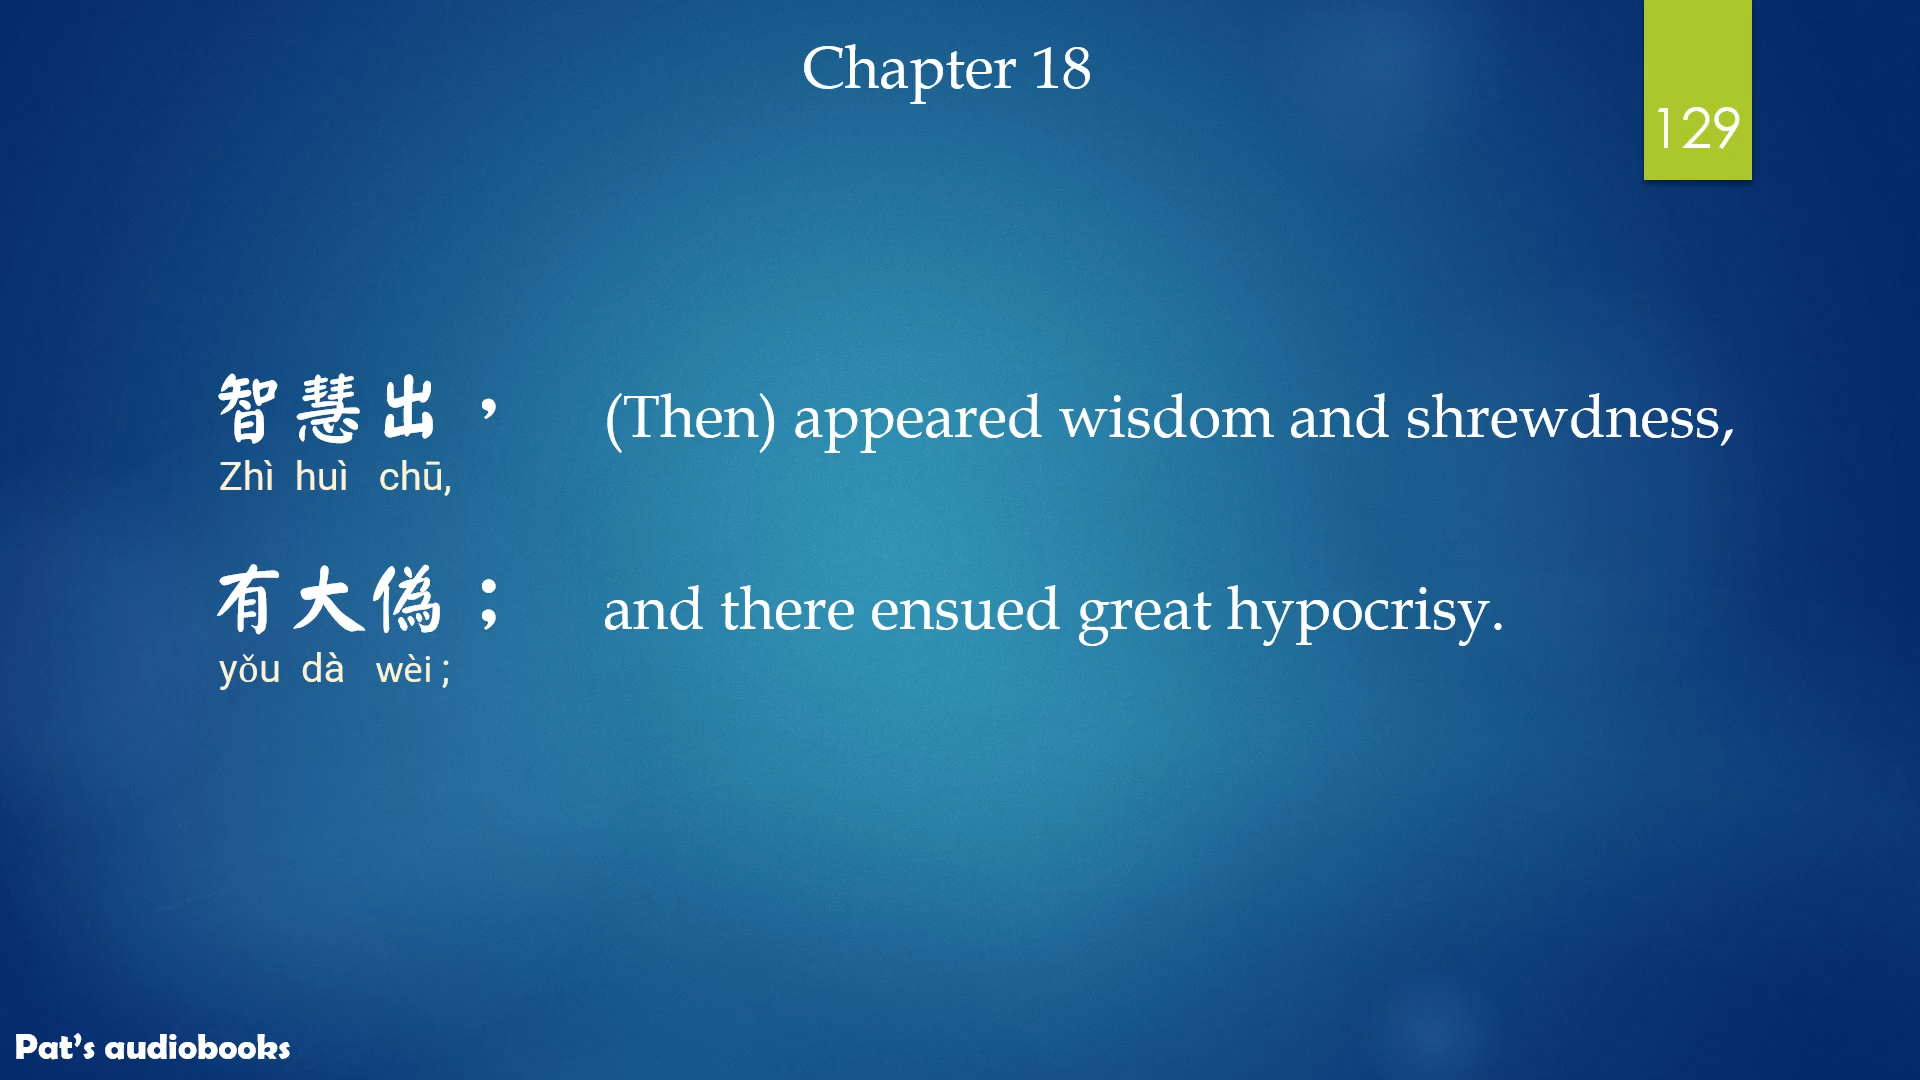 Chapter 18
129
智慧出，
(Then) appeared wisdom and shrewdness,
Zhì huì chū,
有大偽；
and there ensued great hypocrisy.
yǒu dà wèi ;
Pat's audiobooks